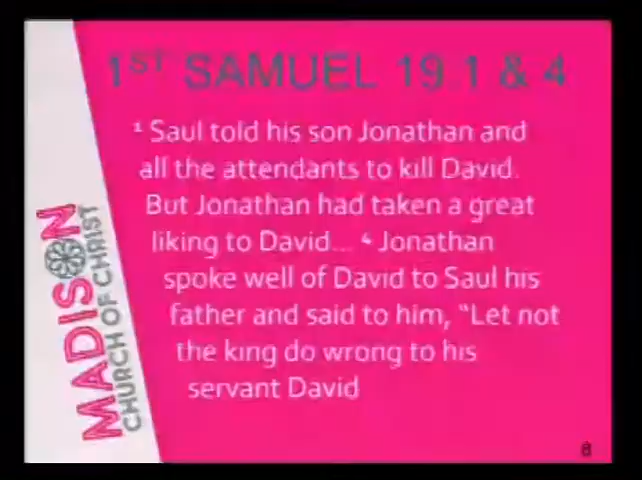 1ST SAMUEL 19.1 & 4
1 Saul told his son Jonathan and
all the attendants to kill David.
But Jonathan had taken a great
liking to David... 4 Jonathan
spoke well of David to Saul his
father and said to him, "Let not
the king do wrong to his
servant David
MADISON
CHURCH OF CHRIST
8